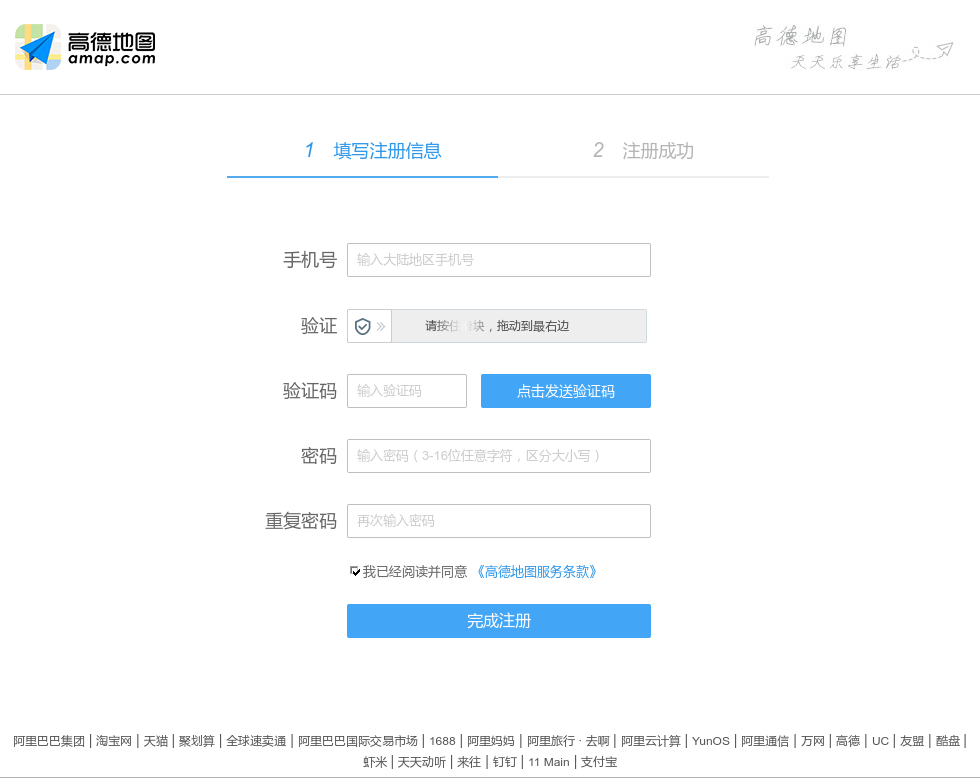 高德地图
amap.com
高德地图
天天乐享生活
1 填写注册信息 2 注册成功
手机号 输入大陆地区手机号
验证 请按住滑块，拖动到最右边
验证码 输入验证码 点击发送验证码
密码 输入密码（3-16位任意字符，区分大小写）
重复密码 再次输入密码
我已经阅读并同意 《高德地图服务条款》
完成注册
阿里巴巴集团 | 淘宝网 | 天猫 | 聚划算 | 全球速卖通 | 阿里巴巴国际交易市场 | 1688 | 阿里妈妈 | 阿里旅行 · 去啊 | 阿里云计算 | YunOS | 阿里通信 | 万网 | 高德 | UC | 友盟 | 酷盘 |
虾米 | 天天动听 | 来往 | 钉钉 | 11 Main | 支付宝